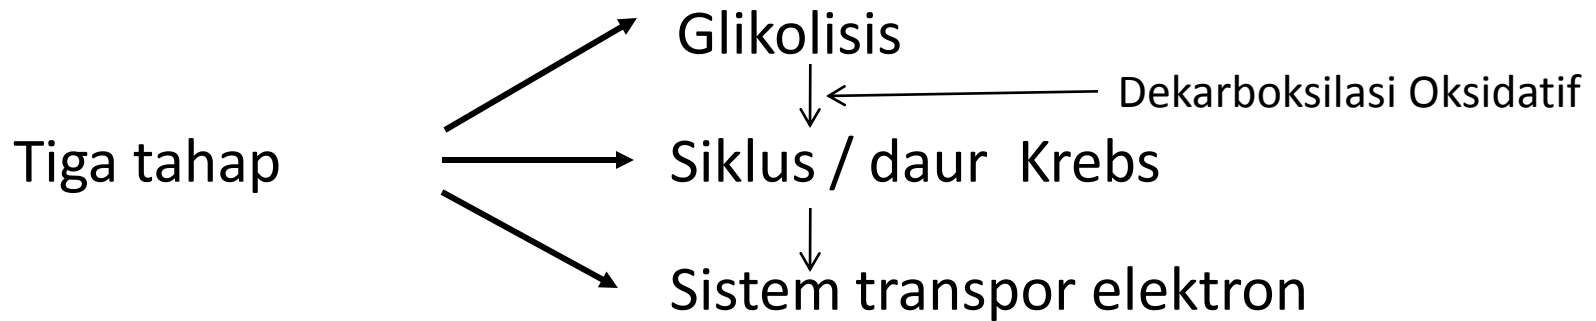 Glikolisis
Dekarboksilasi Oksidatif
Tiga tahap
Siklus / daur Krebs
Sistem transpor elektron